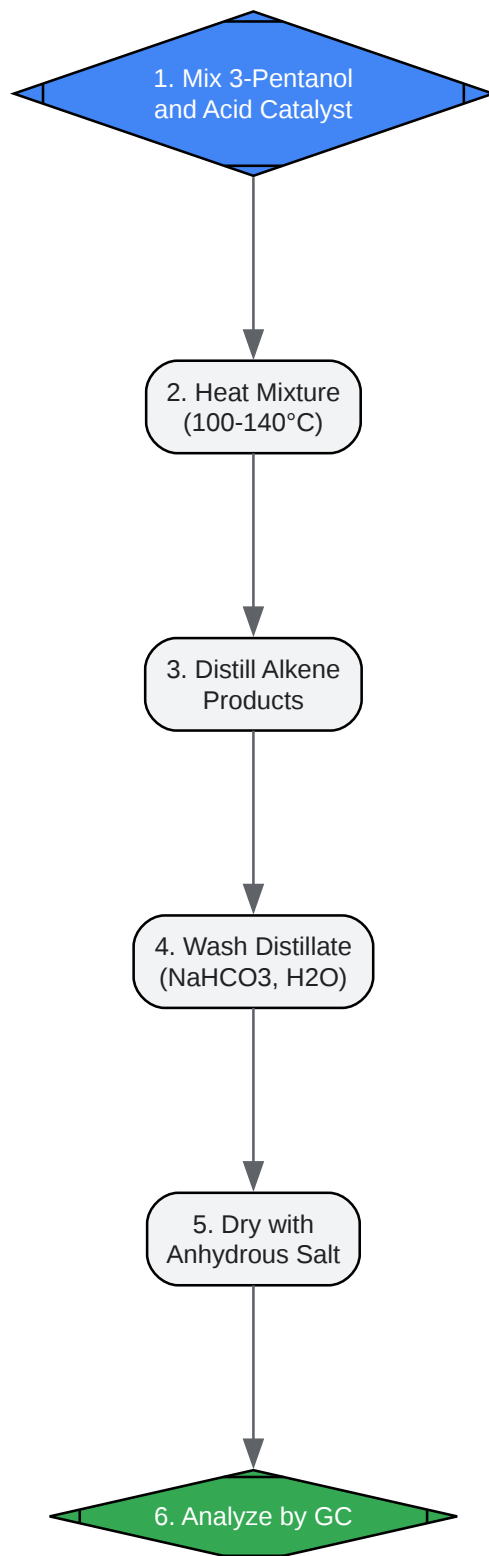 1. Mix 3-Pentanol
and Acid Catalyst
2. Heat Mixture
(100-140°C)
3. Distill Alkene
Products
4. Wash Distillate
(NaHCO3, H2O)
5. Dry with
Anhydrous Salt
6. Analyze by GC